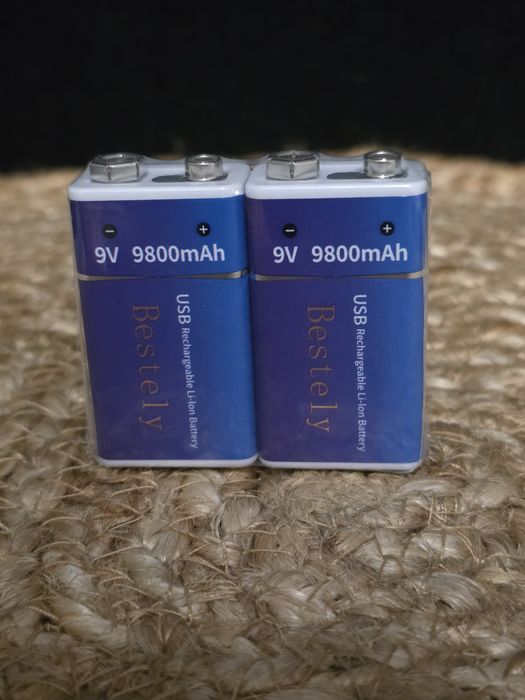 - +
9V 9800mAh
USB Rechargeable Li-Ion Battery
Bestely
- +
9V 9800mAh
USB Rechargeable Li-Ion Battery
Bestely